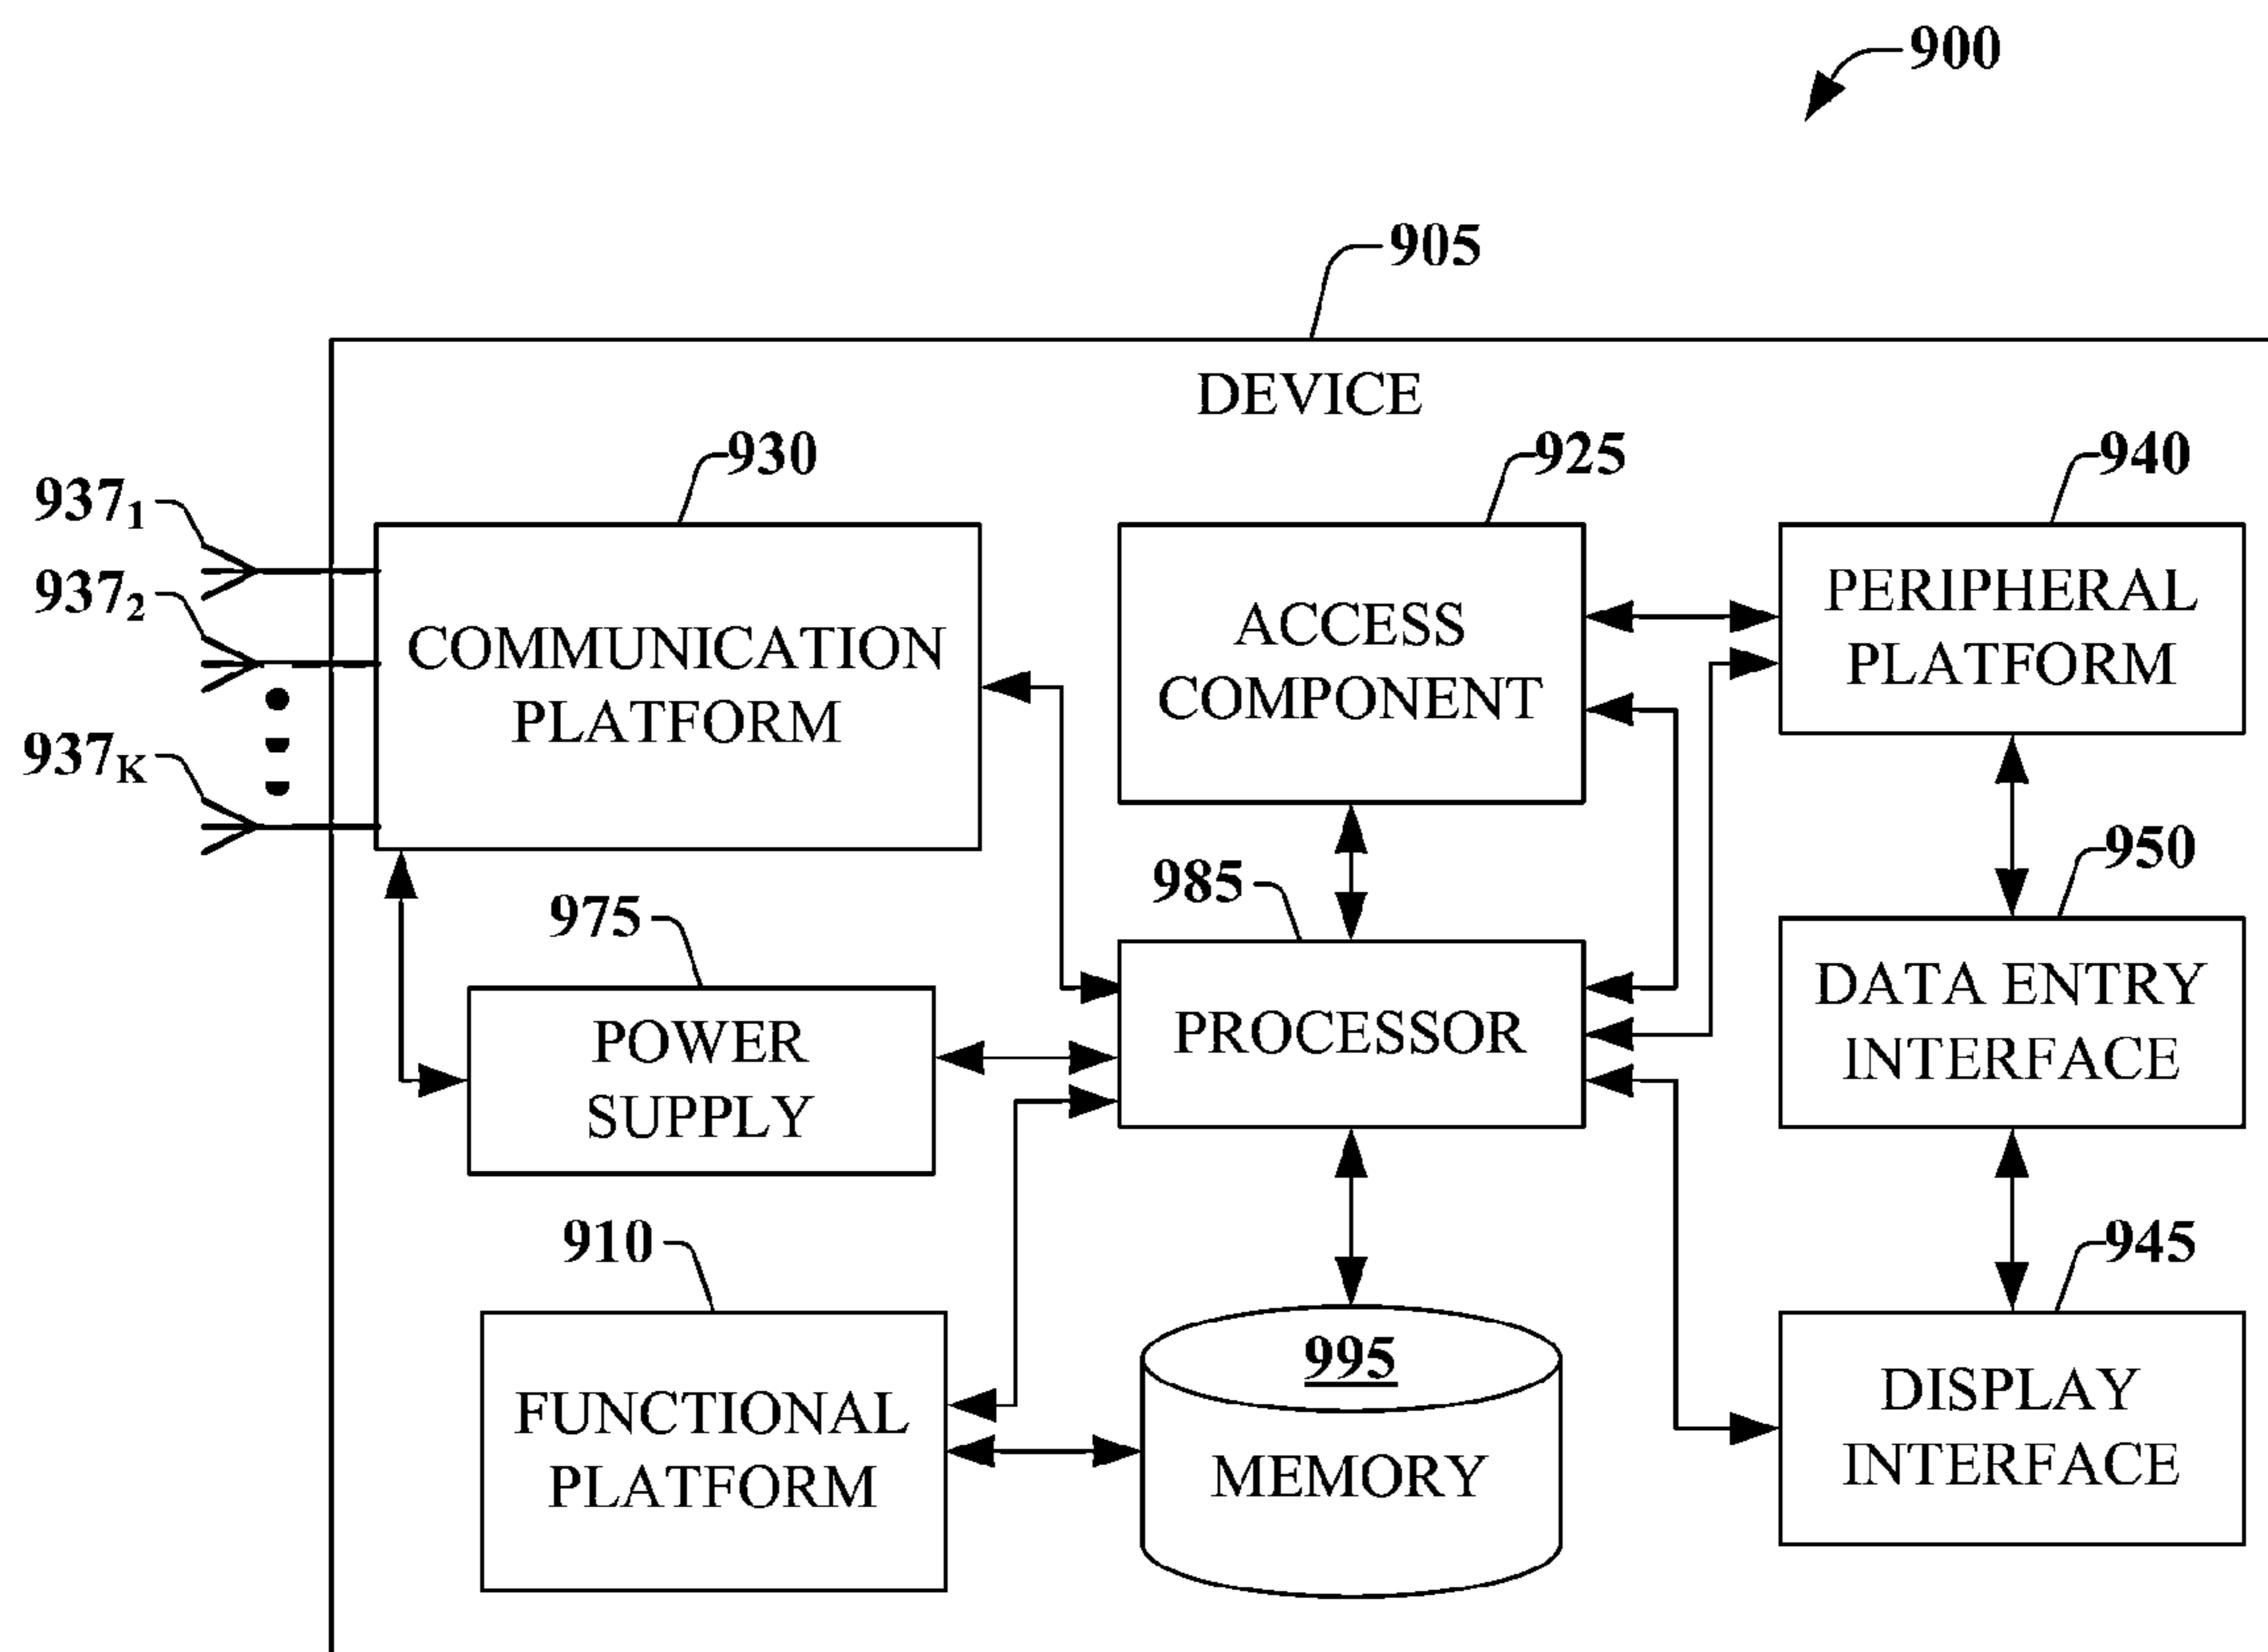 900
905
DEVICE
930
925
940
937₁
937₂
937K
COMMUNICATION
PLATFORM
ACCESS
COMPONENT
PERIPHERAL
PLATFORM
975
985
950
POWER
SUPPLY
PROCESSOR
DATA ENTRY
INTERFACE
910
995
945
FUNCTIONAL
PLATFORM
MEMORY
DISPLAY
INTERFACE